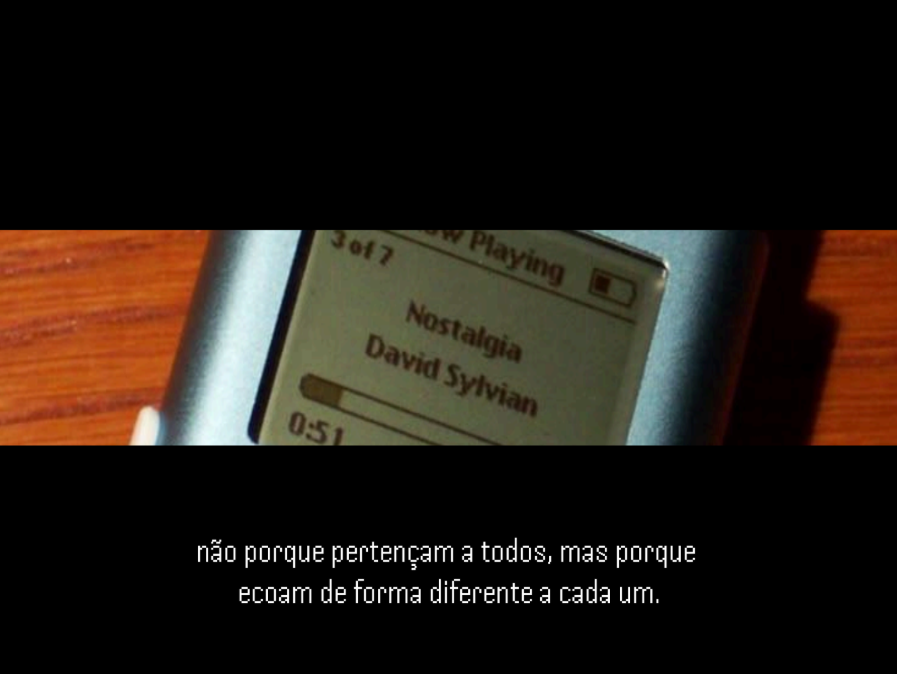 Playing
3 of 7
Nostalgia
David Sylvian
0:51
não porque pertençam a todos, mas porque
ecoam de forma diferente a cada um.